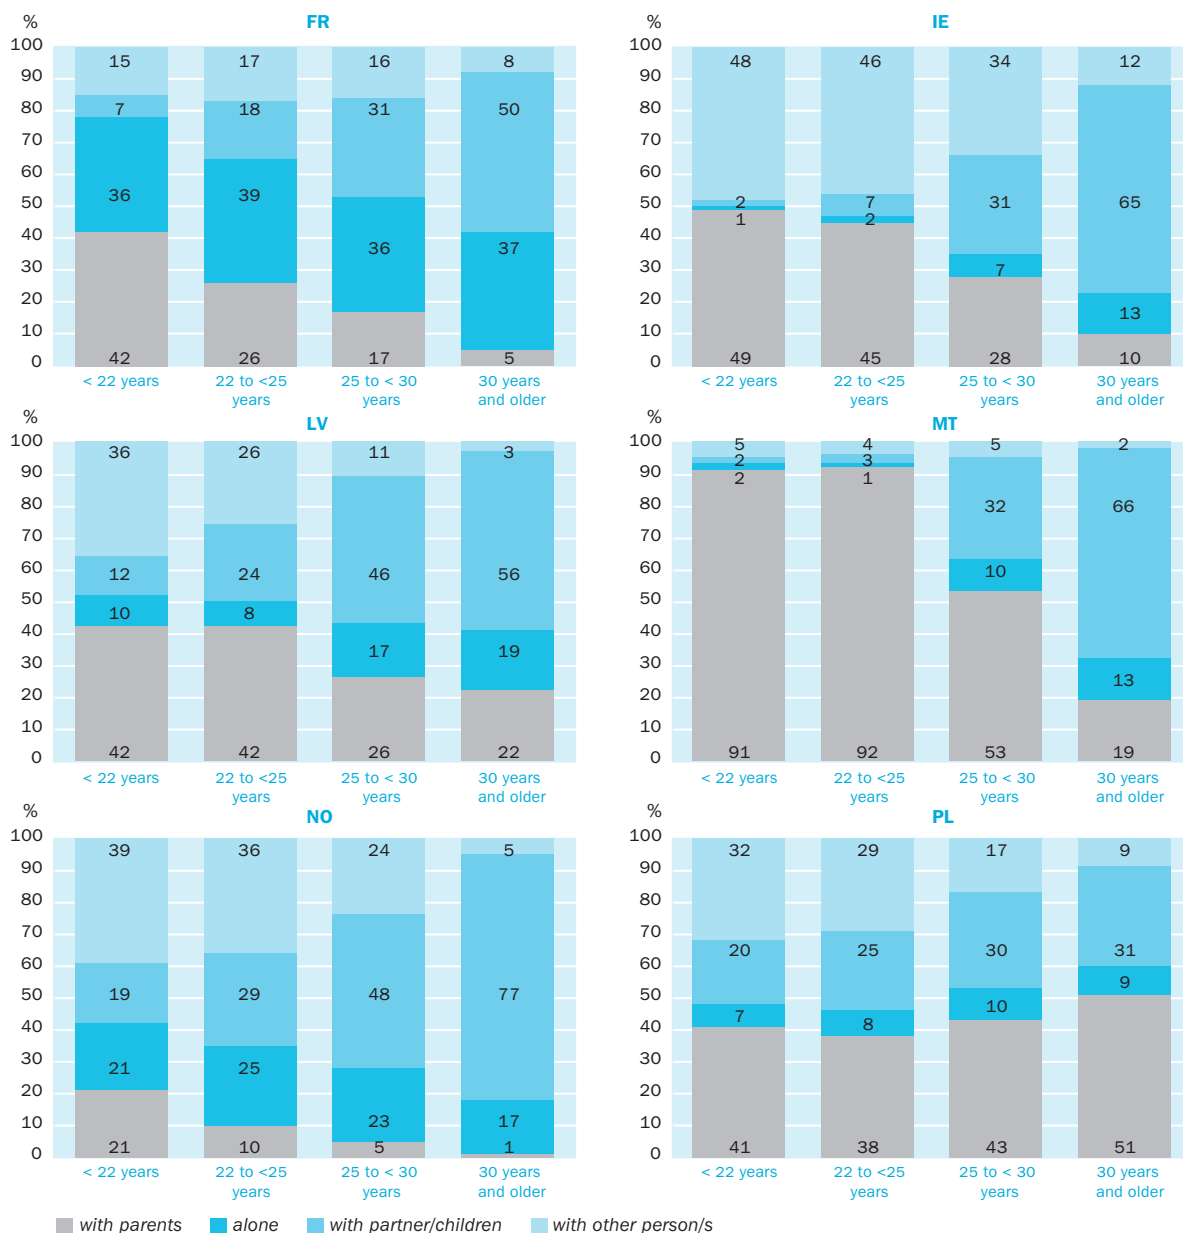 % FR
100
90
80
70
60
50
40
30
20
10
0
15 17 16 8
7 18 31 50
36 39 36 37
42 26 17 5
< 22 years 22 to <25 years 25 to < 30 years 30 years and older
% IE
100
90
80
70
60
50
40
30
20
10
0
48 46 34 12
2 7 31 65
1 2 7 13
49 45 28 10
< 22 years 22 to <25 years 25 to < 30 years 30 years and older
% LV
100
90
80
70
60
50
40
30
20
10
0
36 26 11 3
12 24 46 56
10 8 17 19
42 42 26 22
< 22 years 22 to <25 years 25 to < 30 years 30 years and older
% MT
100
90
80
70
60
50
40
30
20
10
0
5 4 5 2
2 3 32 66
2 1 10 13
91 92 53 19
< 22 years 22 to <25 years 25 to < 30 years 30 years and older
% NO
100
90
80
70
60
50
40
30
20
10
0
39 36 24 5
19 29 48 77
21 25 23 17
21 10 5 1
< 22 years 22 to <25 years 25 to < 30 years 30 years and older
% PL
100
90
80
70
60
50
40
30
20
10
0
32 29 17 9
20 25 30 31
7 8 10 9
41 38 43 51
< 22 years 22 to <25 years 25 to < 30 years 30 years and older
with parents alone with partner/children with other person/s